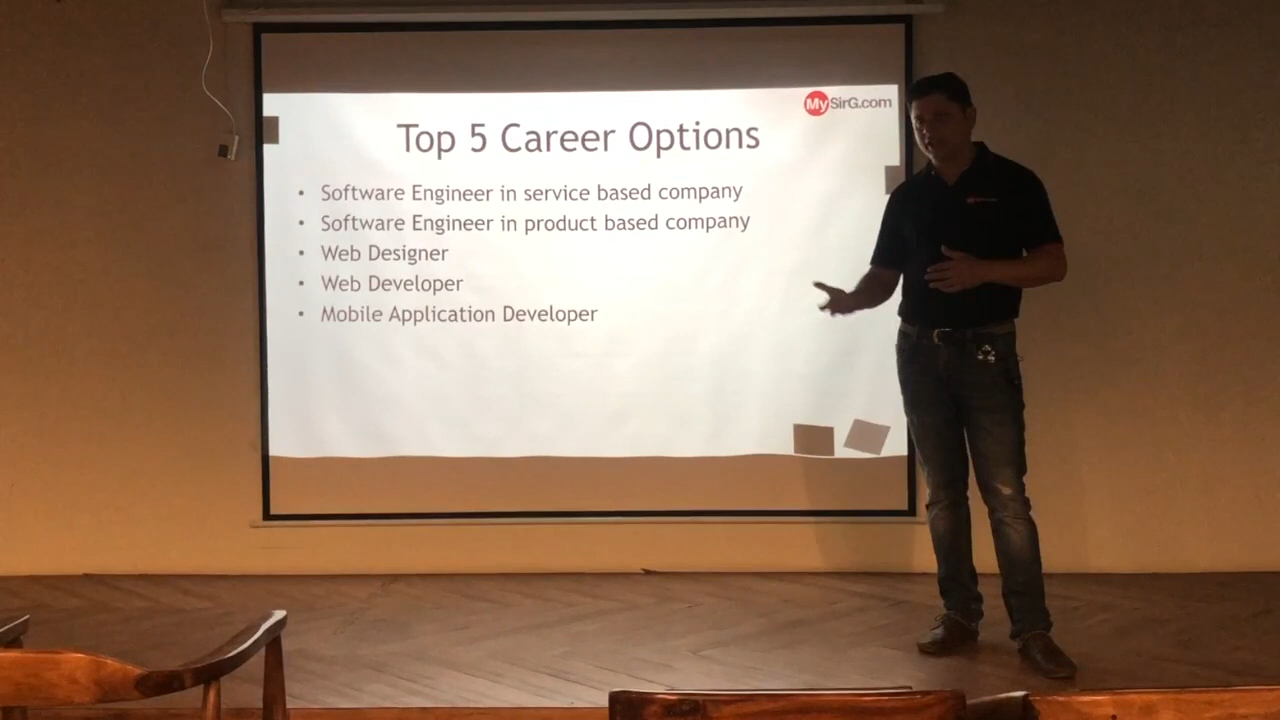 MySirG.com
Top 5 Career Options
• Software Engineer in service based company
• Software Engineer in product based company
• Web Designer
• Web Developer
• Mobile Application Developer